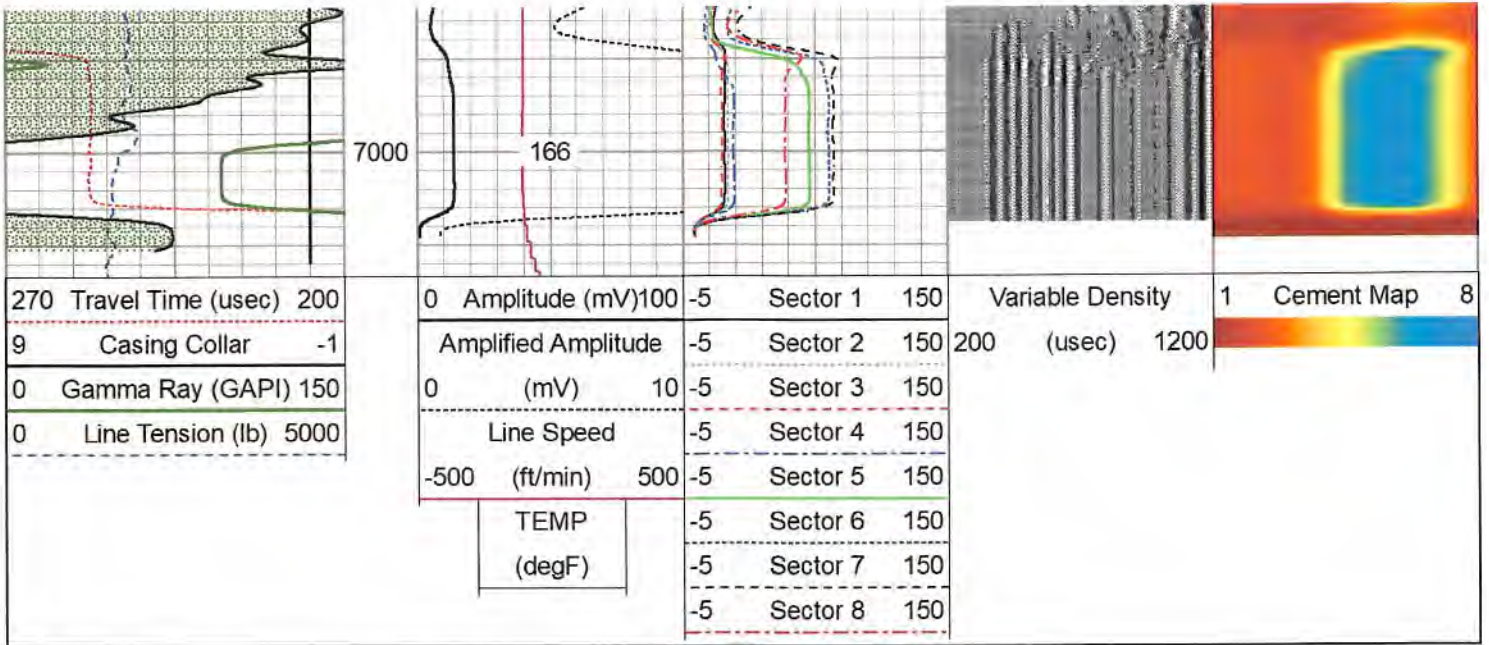 7000
166
270 Travel Time (usec) 200
9 Casing Collar -1
0 Gamma Ray (GAPI) 150
0 Line Tension (lb) 5000
0 Amplitude (mV)100
Amplified Amplitude
0 (mV) 10
Line Speed
-500 (ft/min) 500
TEMP
(degF)
-5 Sector 1 150
-5 Sector 2 150
-5 Sector 3 150
-5 Sector 4 150
-5 Sector 5 150
-5 Sector 6 150
-5 Sector 7 150
-5 Sector 8 150
Variable Density
200 (usec) 1200
1 Cement Map 8